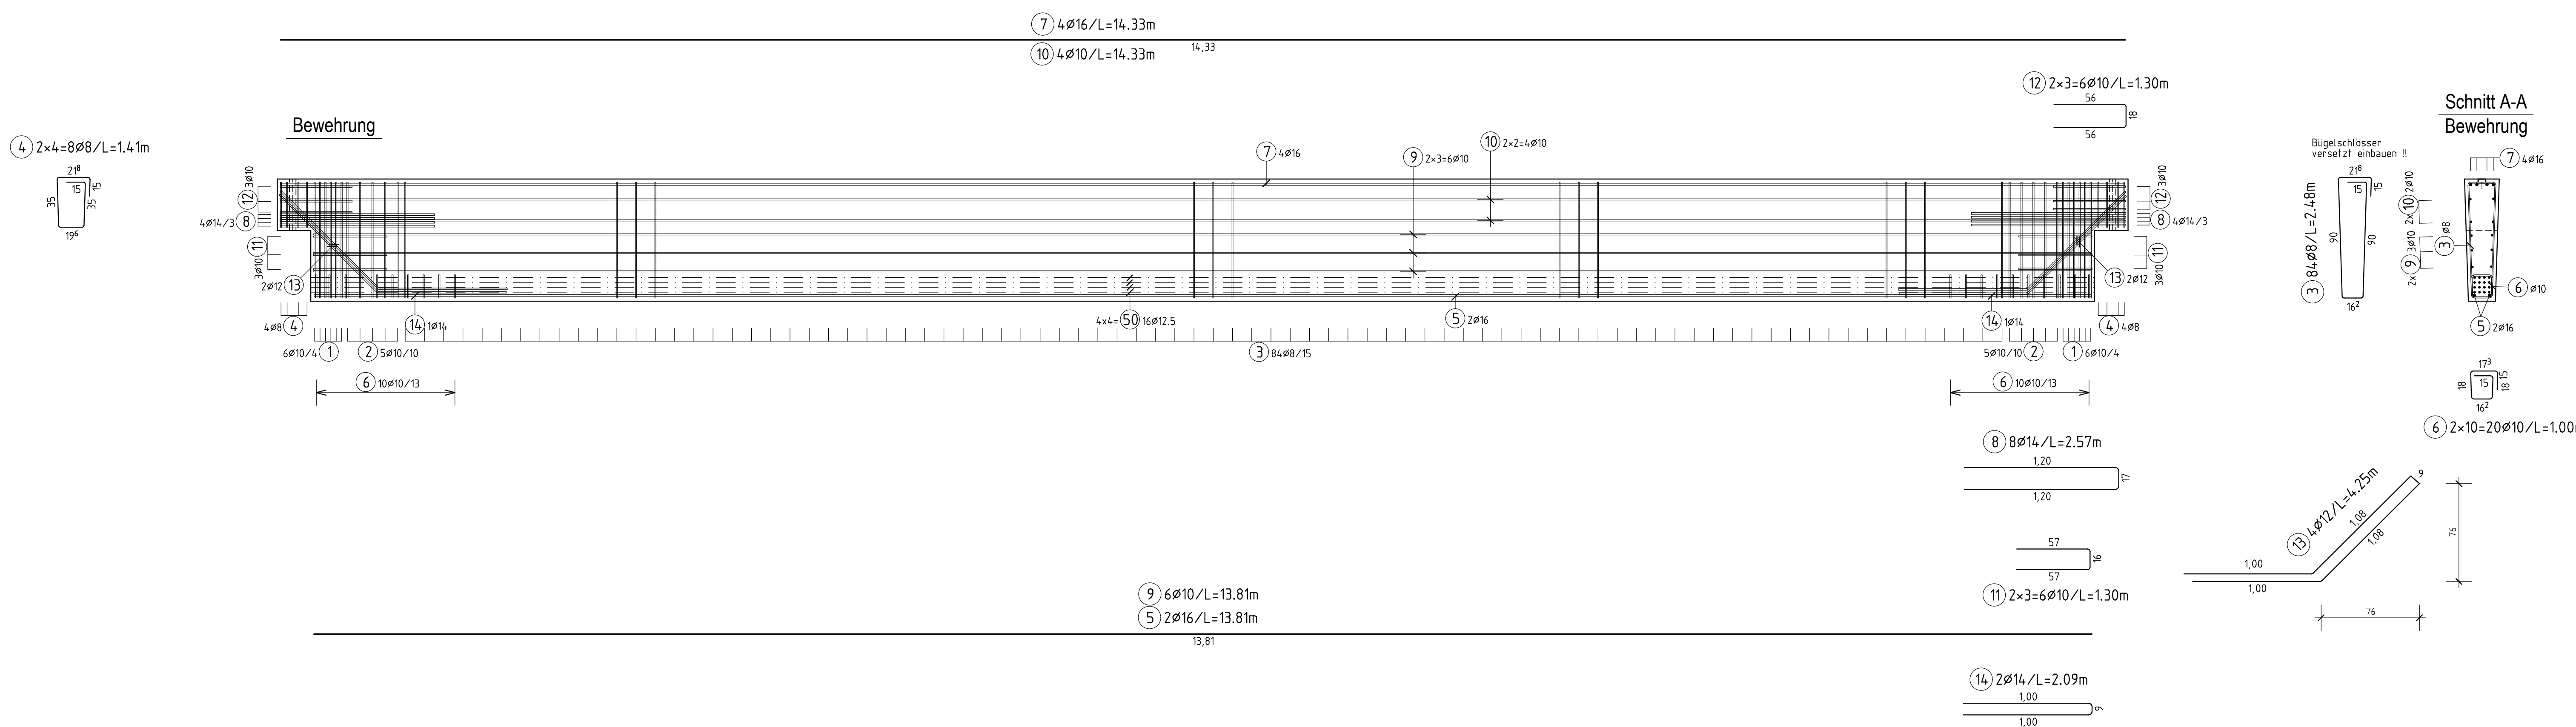 7 4ø16/L=14.33m
14,33
10 4ø10/L=14.33m
12 2×3=6ø10/L=1.30m
56
18
56
Schnitt A-A
Bewehrung
Bewehrung
4 2×4=8ø8/L=1.41m
21⁸
15
15
35
35
19⁶
3ø10
12
4ø14/3 8
11
3ø10
13
2ø12
7 4ø16
9 2×3=6ø10
10 2×2=4ø10
3ø10
12
8 4ø14/3
11
3ø10
13 2ø12
14 1ø14
4×4= 50 16ø12.5
5 2ø16
14 1ø14
4ø8 4
4 4ø8
6ø10/4 1
2 5ø10/10
3 84ø8/15
5ø10/10 2
1 6ø10/4
6 10ø10/13
6 10ø10/13
Bügelschlösser
versetzt einbauen !!
21⁸
15
15
90
90
16²
3 84ø8/L=2.48m
7 4ø16
2× 10 2ø10
3 ø8
2× 9 3ø10
6 ø10
5 2ø16
17³
15
15
18
18
16²
6 2×10=20ø10/L=1.00m
8 8ø14/L=2.57m
1,20
17
1,20
57
16
57
11 2×3=6ø10/L=1.30m
13 4ø12/L=4.25m
9
1,08
1,08
1,00
1,00
76
76
9 6ø10/L=13.81m
5 2ø16/L=13.81m
13,81
14 2ø14/L=2.09m
1,00
9
1,00